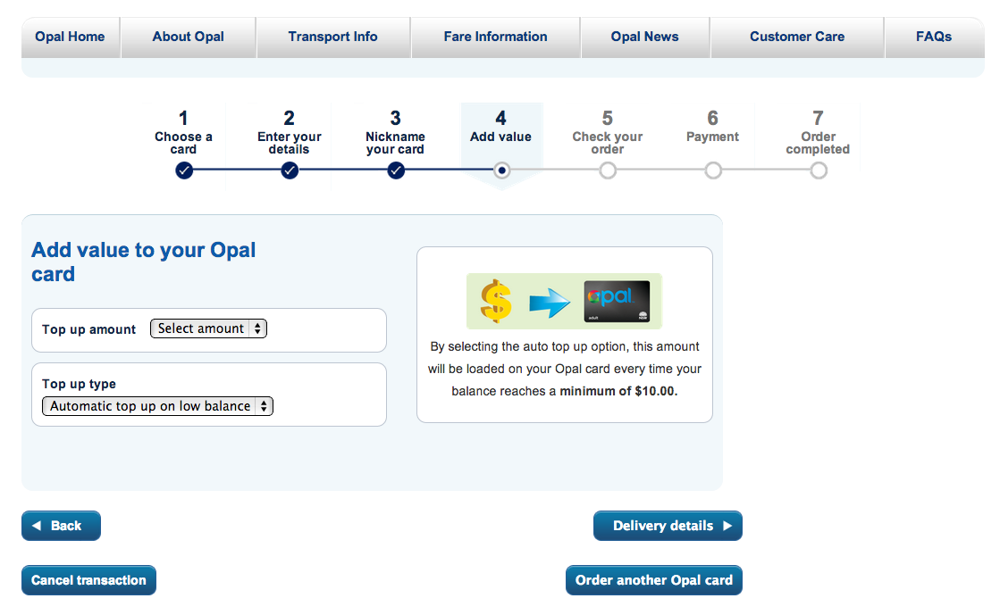 Opal Home About Opal Transport Info Fare Information Opal News Customer Care FAQs
1 2 3 4 5 6 7
Choose a Enter your Nickname Add value Check your Payment Order
card details your card order completed
Add value to your Opal
card
Top up amount Select amount
Top up type
Automatic top up on low balance
$ opal
adult NSW
By selecting the auto top up option, this amount
will be loaded on your Opal card every time your
balance reaches a minimum of $10.00.
Back Delivery details
Cancel transaction Order another Opal card